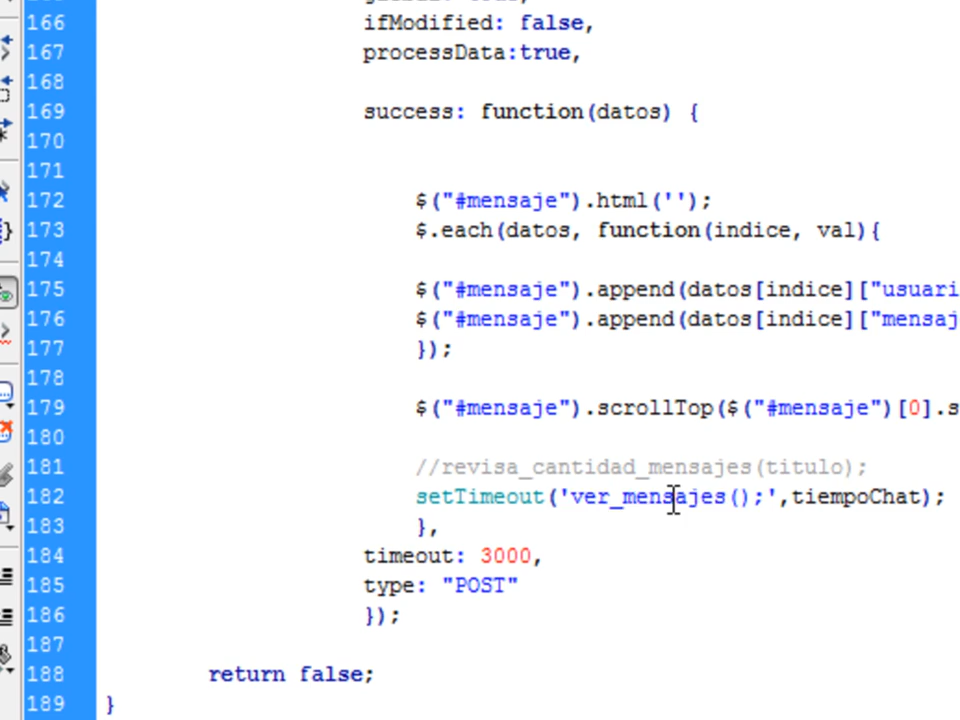 166 ifModified: false,
167 processData:true,
168
169 success: function(datos) {
170
171
172 $("#mensaje").html('');
173 $.each(datos, function(indice, val){
174
175 $("#mensaje").append(datos[indice]["usuari
176 $("#mensaje").append(datos[indice]["mensaj
177 });
178
179 $("#mensaje").scrollTop($("#mensaje")[0].s
180
181 //revisa_cantidad_mensajes(titulo);
182 setTimeout('ver_mensajes();',tiempoChat);
183 },
184 timeout: 3000,
185 type: "POST"
186 });
187
188 return false;
189 }